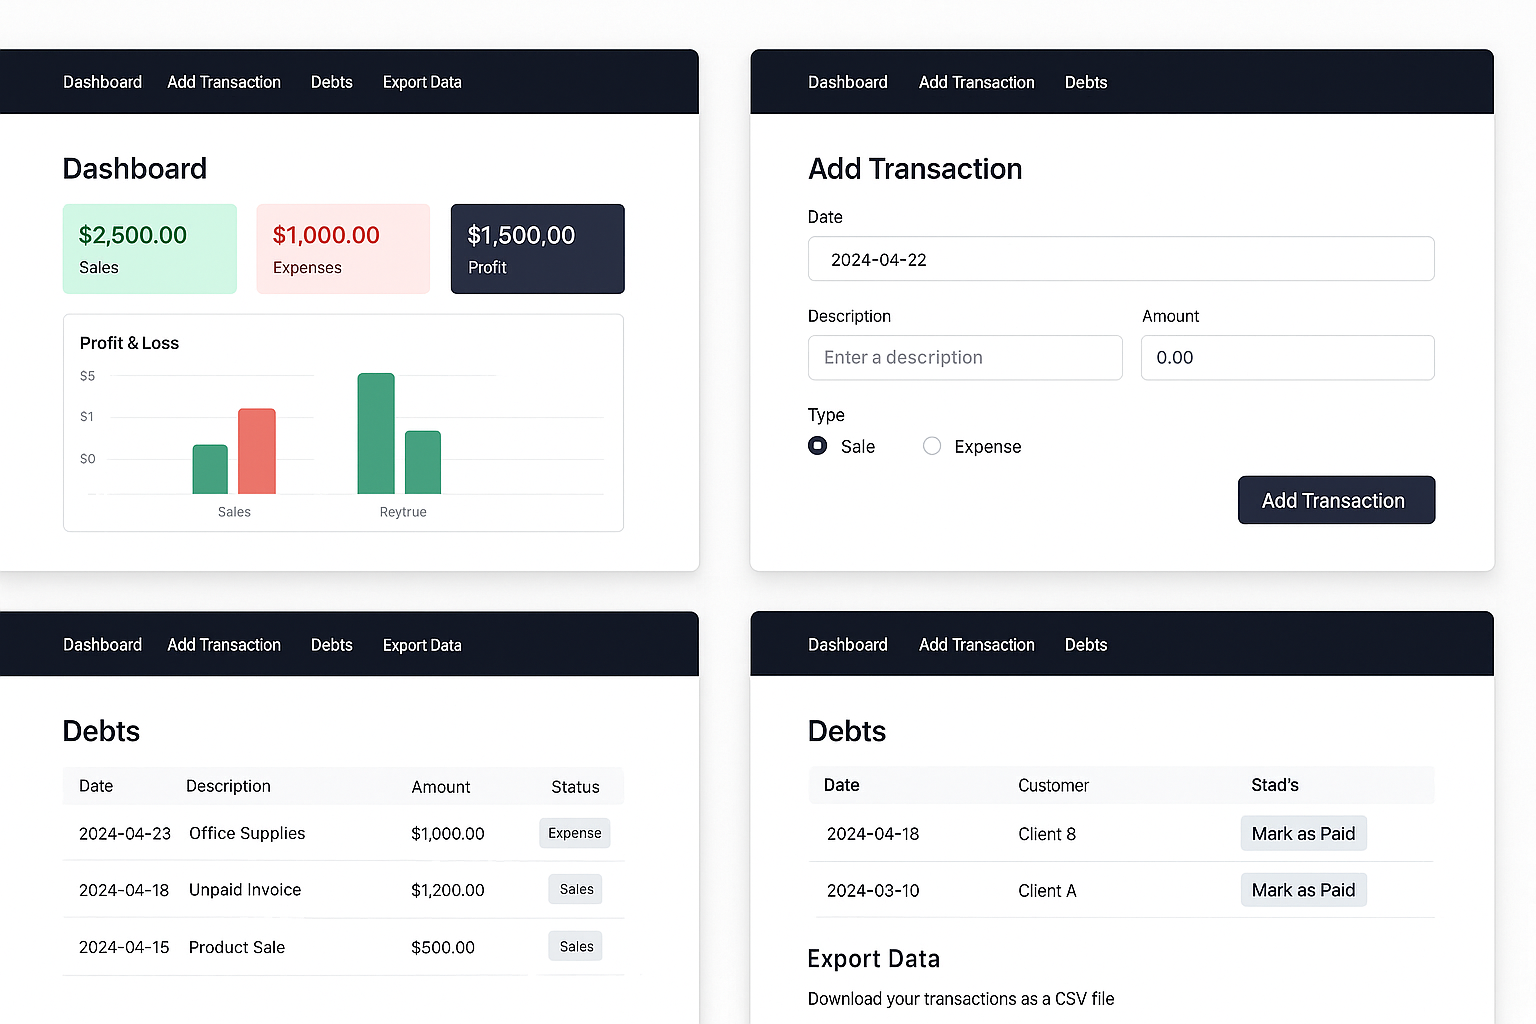 Dashboard Add Transaction Debts Export Data
Dashboard
$2,500.00 $1,000.00 $1,500,00
Sales Expenses Profit
Profit & Loss
$5
$1
$0
Sales Reytrue
Dashboard Add Transaction Debts
Add Transaction
Date
2024-04-22
Description Amount
Enter a description 0.00
Type
Sale Expense
Add Transaction
Dashboard Add Transaction Debts Export Data
Debts
Date Description Amount Status
2024-04-23 Office Supplies $1,000.00 Expense
2024-04-18 Unpaid Invoice $1,200.00 Sales
2024-04-15 Product Sale $500.00 Sales
Dashboard Add Transaction Debts
Debts
Date Customer Stad's
2024-04-18 Client 8 Mark as Paid
2024-03-10 Client A Mark as Paid
Export Data
Download your transactions as a CSV file